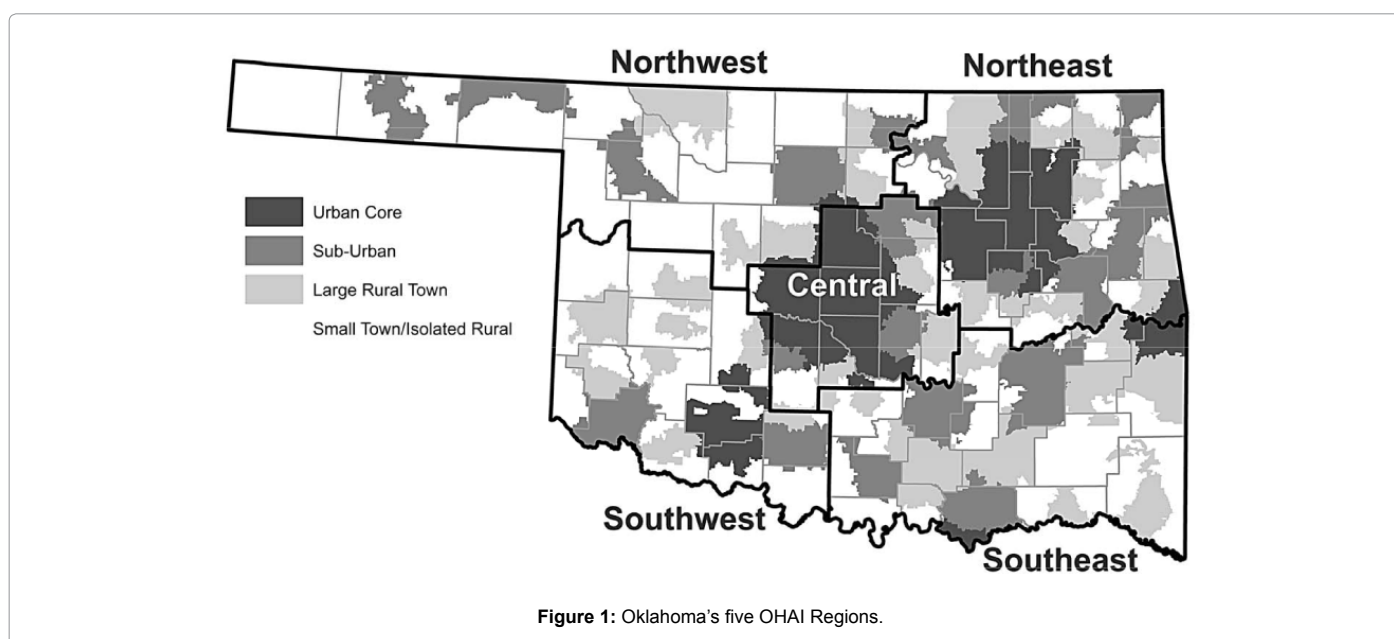 Northwest
Northeast
Urban Core
Sub-Urban
Large Rural Town
Small Town/Isolated Rural
Central
Southwest
Southeast
Figure 1: Oklahoma's five OHAI Regions.